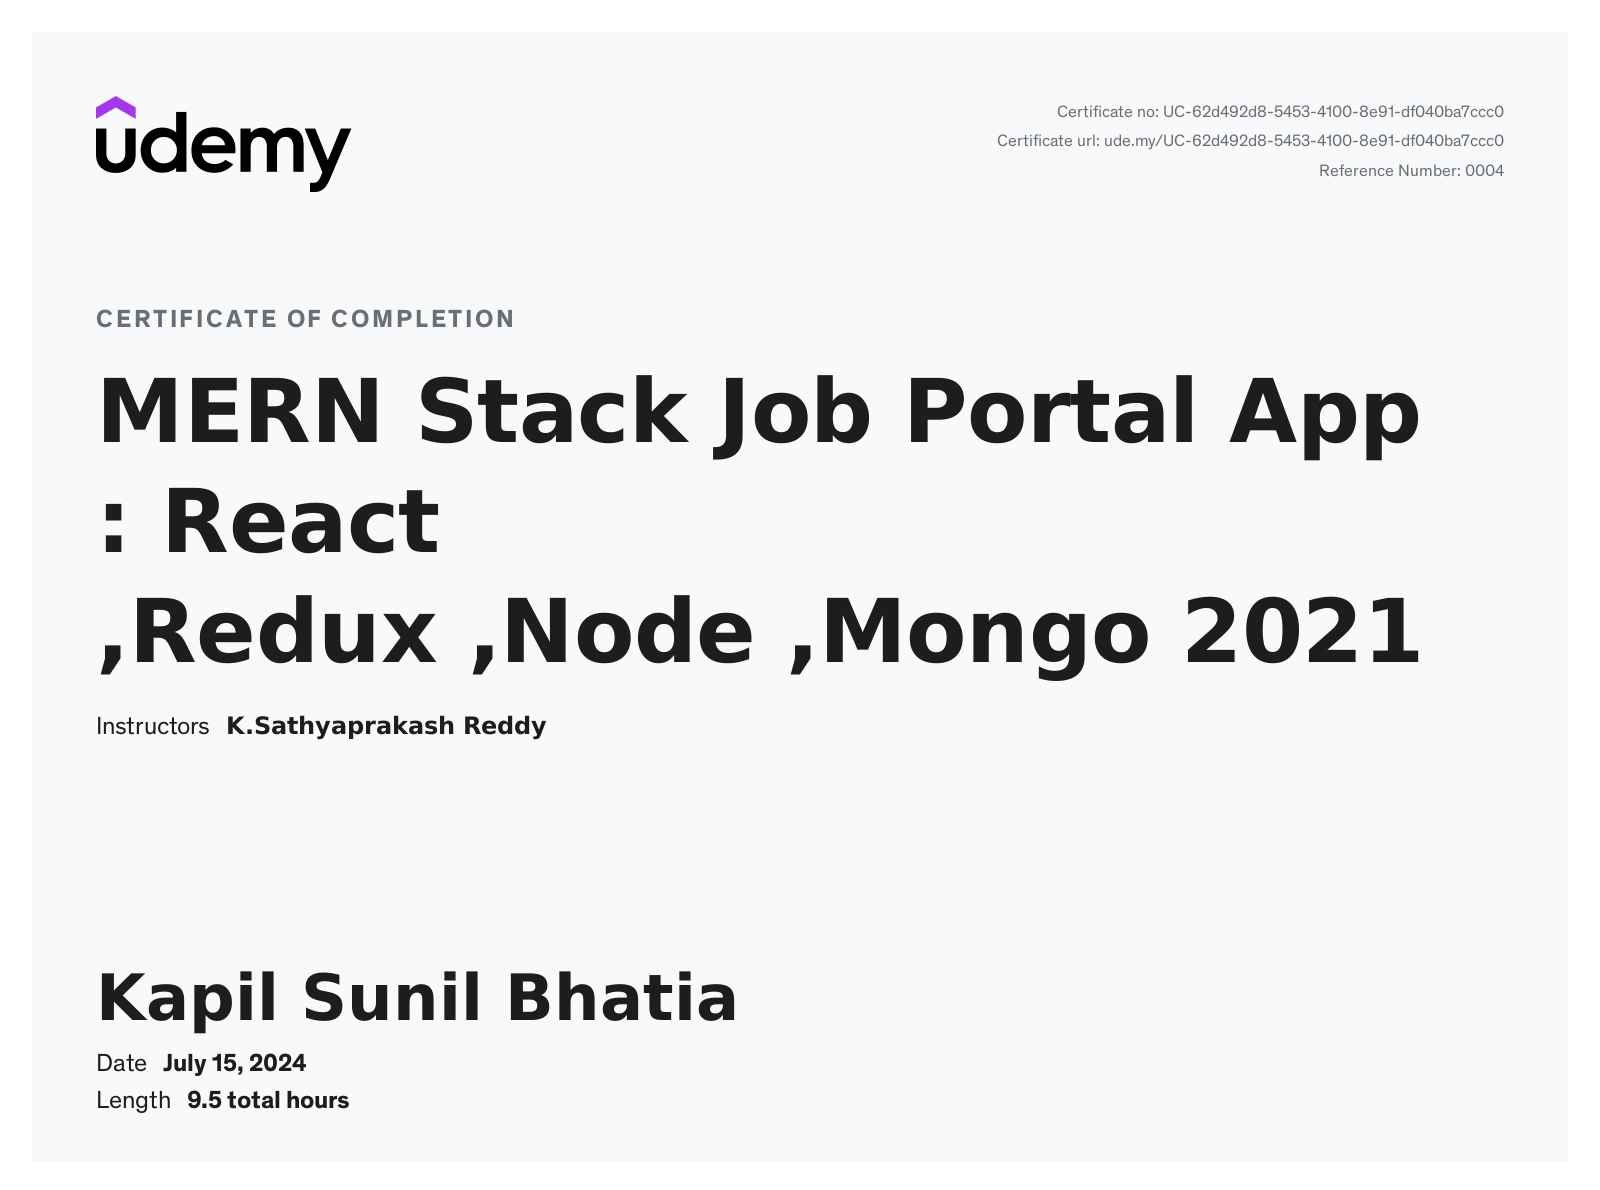 udemy
Certificate no: UC-62d492d8-5453-4100-8e91-df040ba7ccc0
Certificate url: ude.my/UC-62d492d8-5453-4100-8e91-df040ba7ccc0
Reference Number: 0004
CERTIFICATE OF COMPLETION
MERN Stack Job Portal App
: React
,Redux ,Node ,Mongo 2021
Instructors K.Sathyaprakash Reddy
Kapil Sunil Bhatia
Date July 15, 2024
Length 9.5 total hours